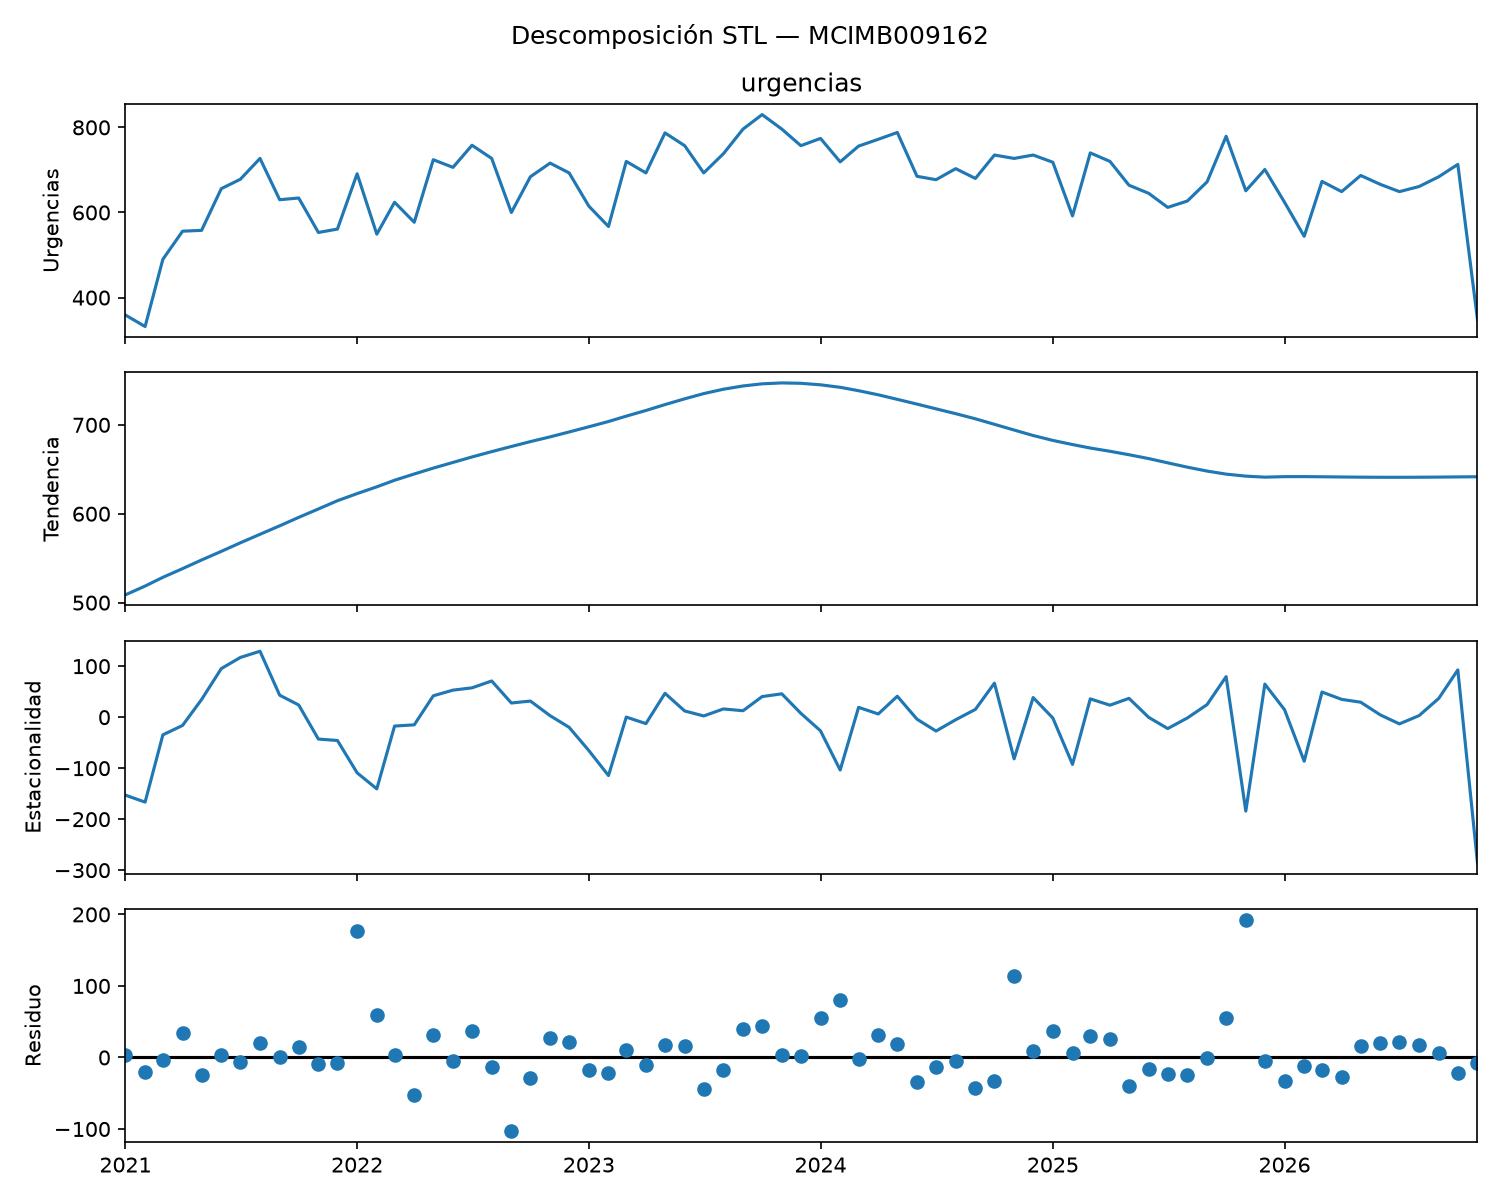 Descomposición STL — MCIMB009162
urgencias
Urgencias
800
600
400
Tendencia
700
600
500
Estacionalidad
100
0
−100
−200
−300
Residuo
200
100
0
−100
2021 2022 2023 2024 2025 2026